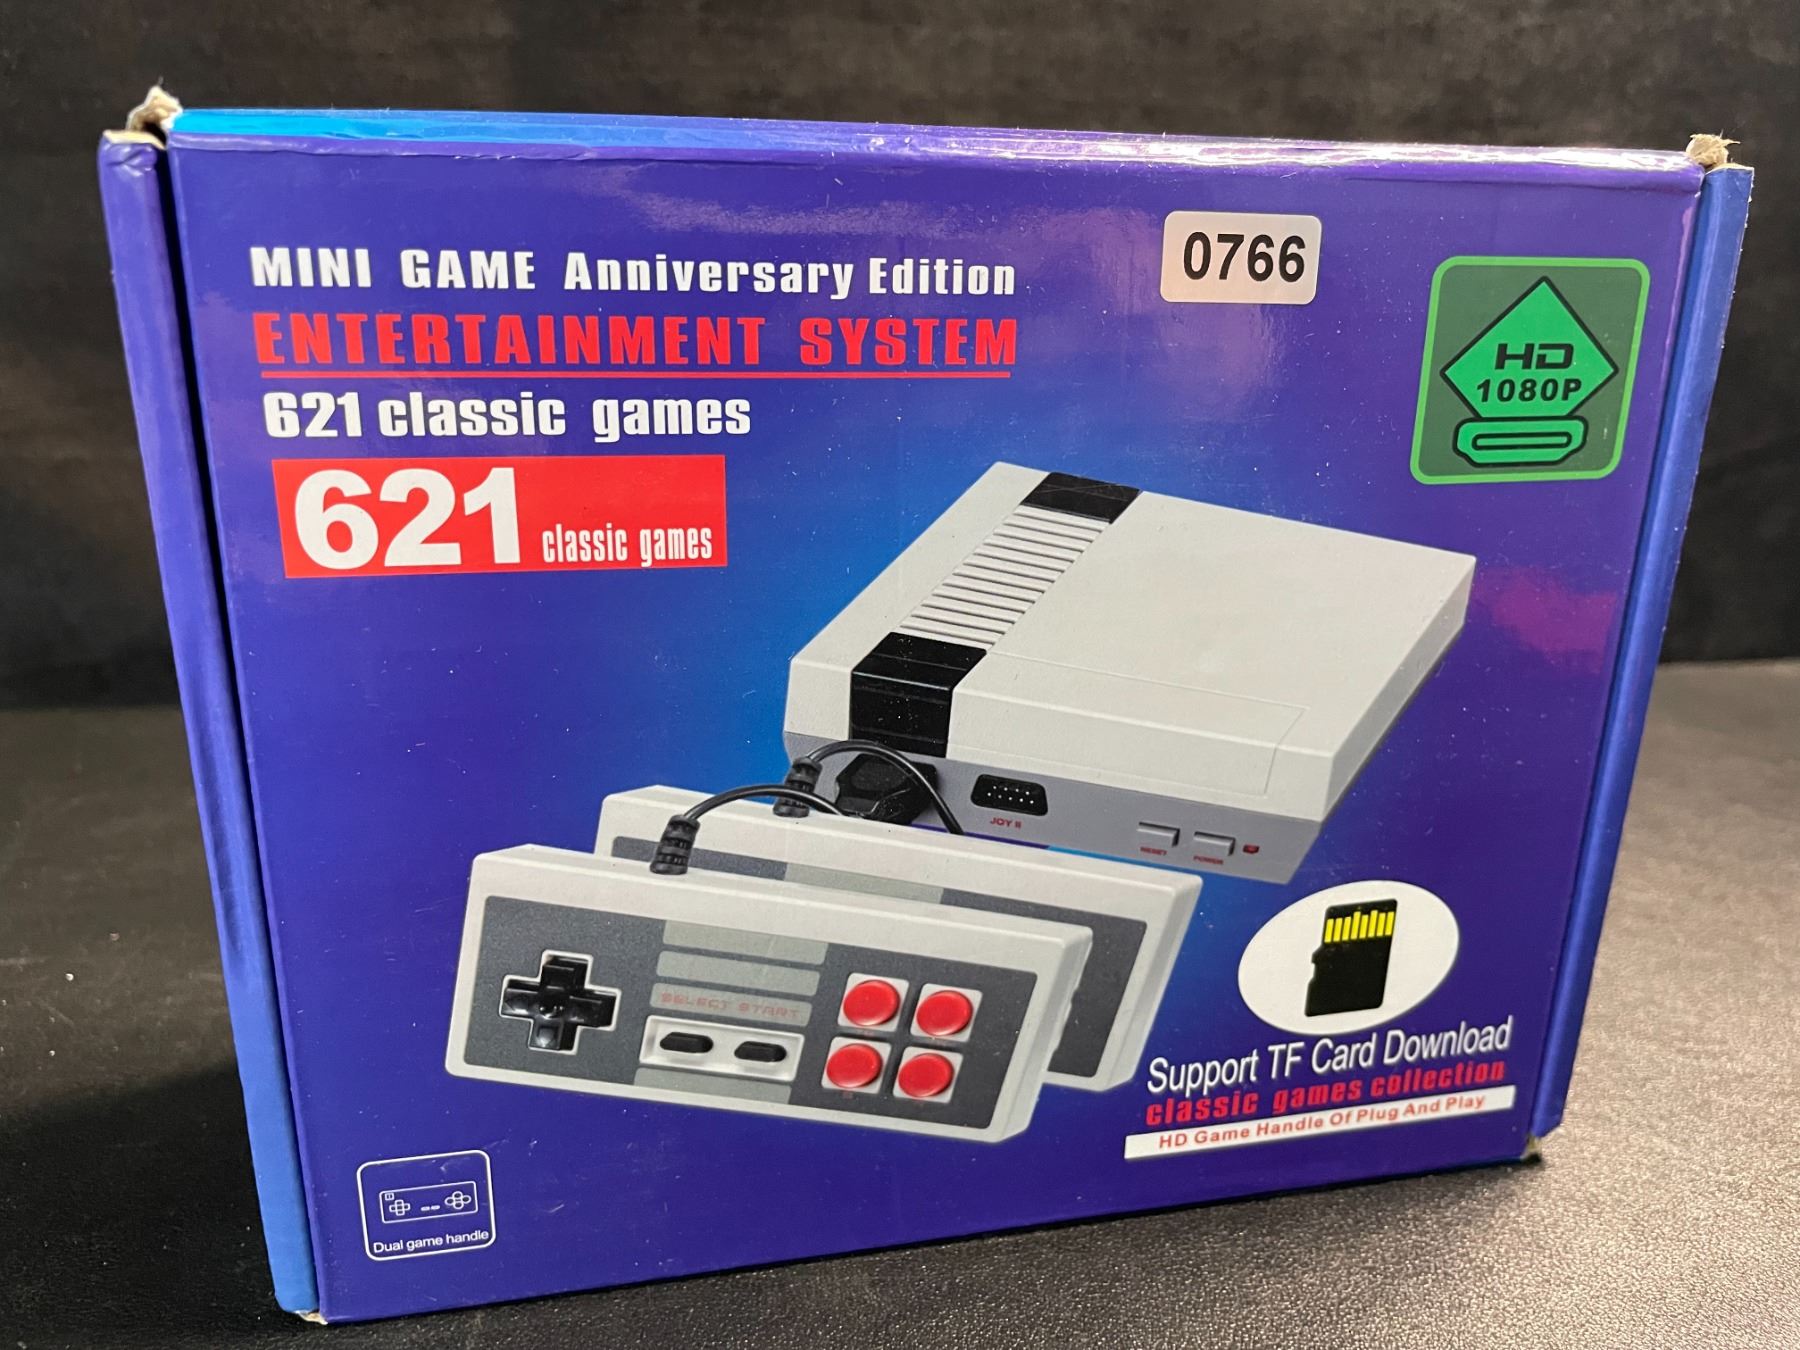 MINI GAME Anniversary Edition
0766
ENTERTAINMENT SYSTEM
621 classic games
621 classic games
HD
1080P
JOY II
RESET
POWER
SELECT START
Support TF Card Download
classic games collection
HD Game Handle Of Plug And Play
Dual game handle